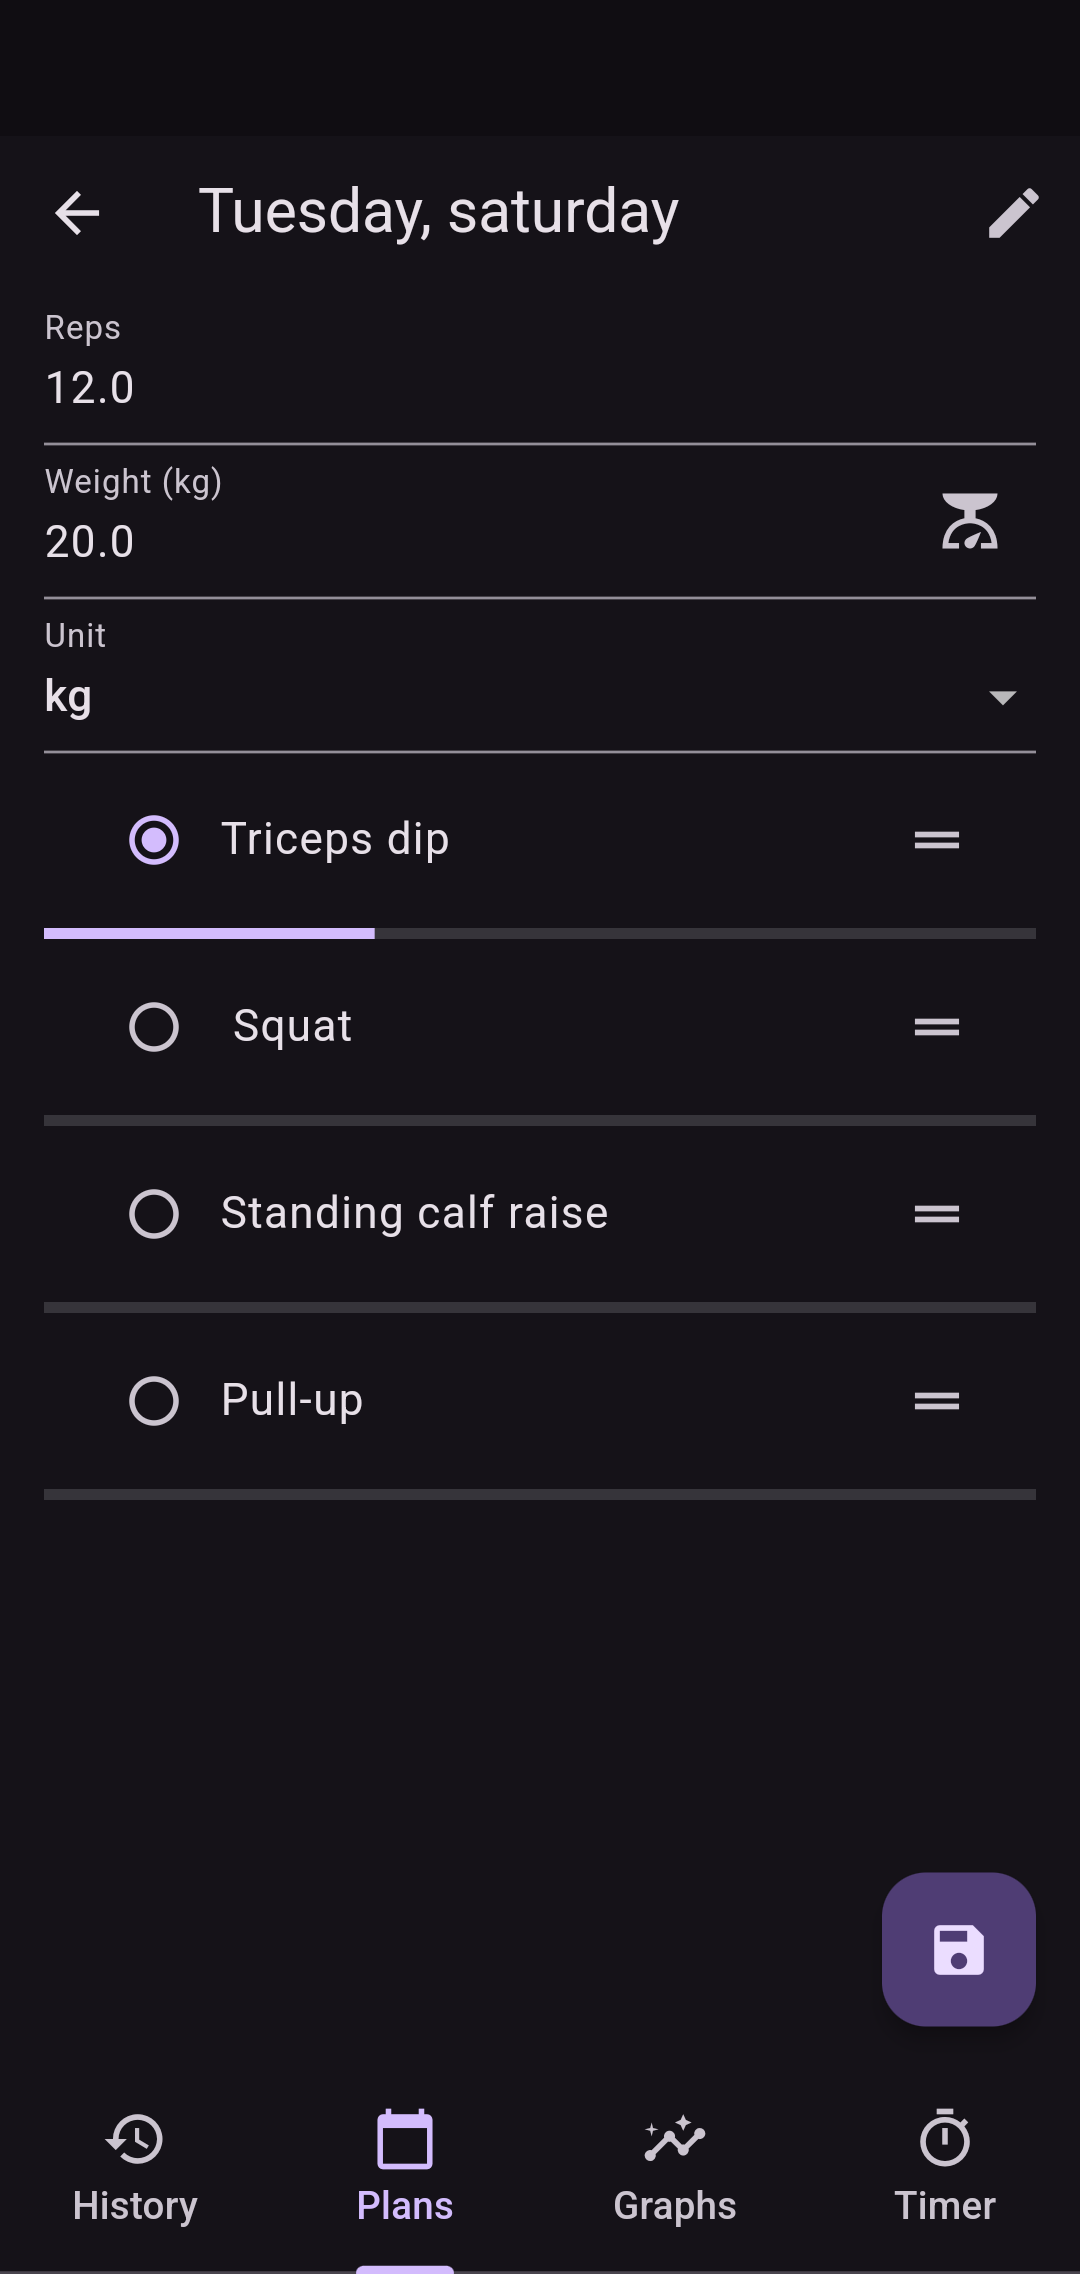 Tuesday, saturday
Reps
12.0
Weight (kg)
20.0
Unit
kg
Triceps dip
Squat
Standing calf raise
Pull-up
History
Plans
Graphs
Timer